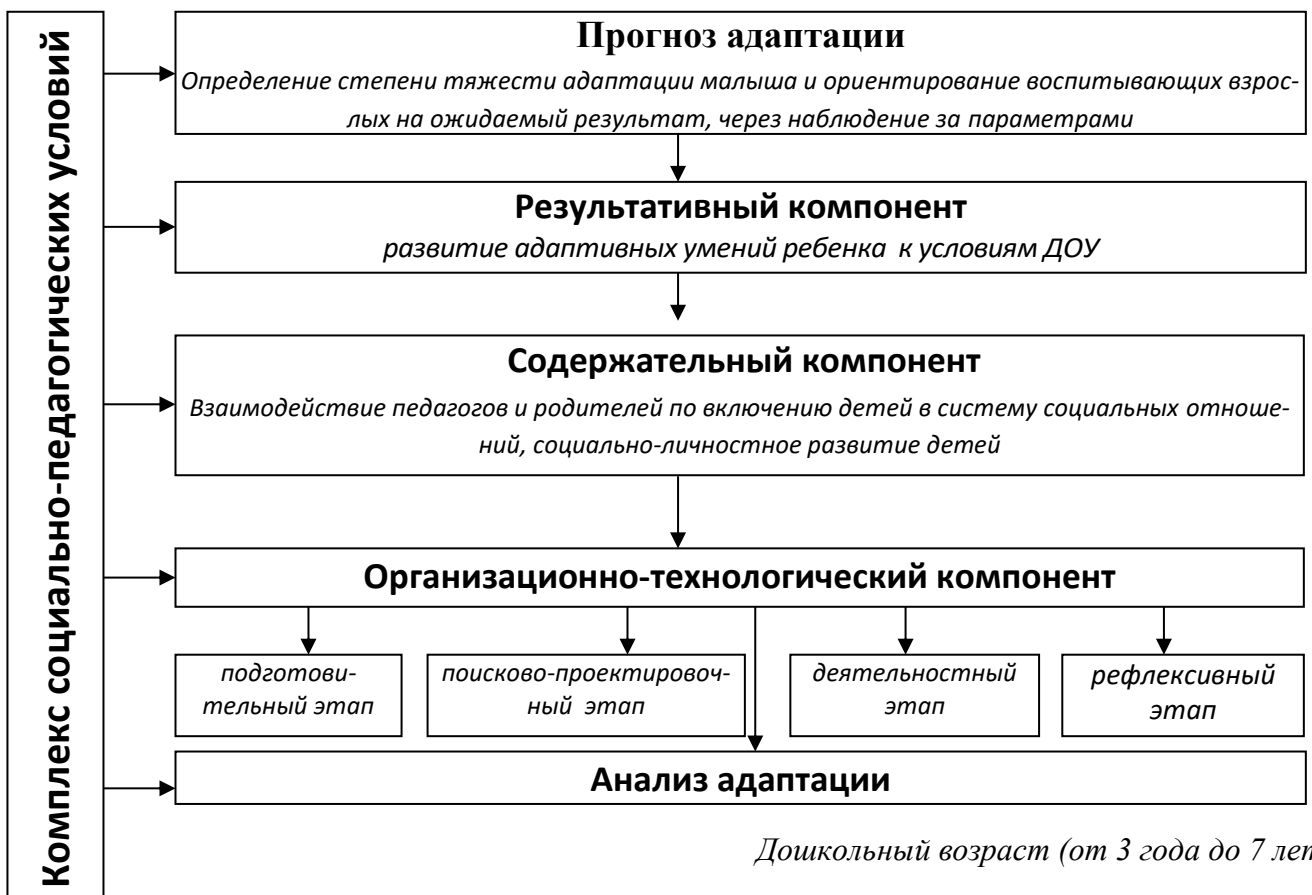 Комплекс социально-педагогических условий
Прогноз адаптации
Определение степени тяжести адаптации малыша и ориентирование воспитывающих взрос-
лых на ожидаемый результат, через наблюдение за параметрами
Результативный компонент
развитие адаптивных умений ребенка к условиям ДОУ
Содержательный компонент
Взаимодействие педагогов и родителей по включению детей в систему социальных отноше-
ний, социально-личностное развитие детей
Организационно-технологический компонент
подготови-
тельный этап
поисково-проектировоч-
ный этап
деятельностный
этап
рефлексивный
этап
Анализ адаптации
Дошкольный возраст (от 3 года до 7 лет